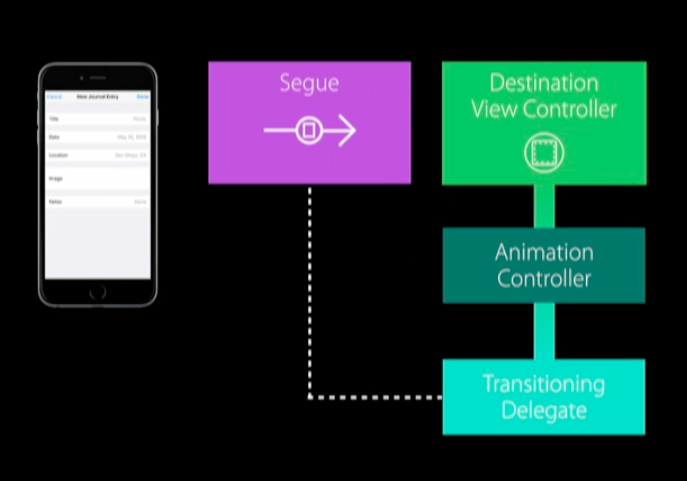 Cancel New Journal Entry Done
Title None
Date May 10, 2015
Location San Diego, CA
Image
Notes None
Segue
Destination
View Controller
Animation
Controller
Transitioning
Delegate